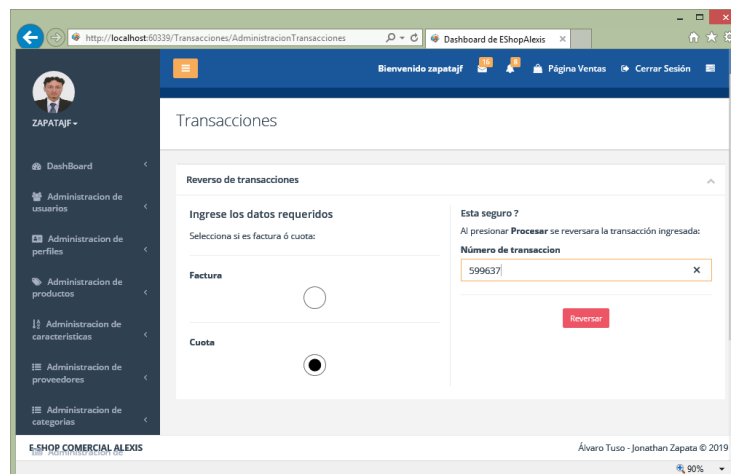 http://localhost:60339/Transacciones/AdministracionTransacciones
Dashboard de EShopAlexis
Bienvenido zapatajf
16
8
Página Ventas
Cerrar Sesión
ZAPATAJF
Transacciones
DashBoard
Administracion de
usuarios
Administracion de
perfiles
Administracion de
productos
Administracion de
caracteristicas
Administracion de
proveedores
Administracion de
categorias
Administracion de
Reverso de transacciones
Ingrese los datos requeridos
Selecciona si es factura ó cuota:
Factura
Cuota
Esta seguro ?
Al presionar Procesar se reversara la transacción ingresada:
Número de transaccion
599637
Reversar
E-SHOP COMERCIAL ALEXIS
Álvaro Tuso - Jonathan Zapata © 2019
90%